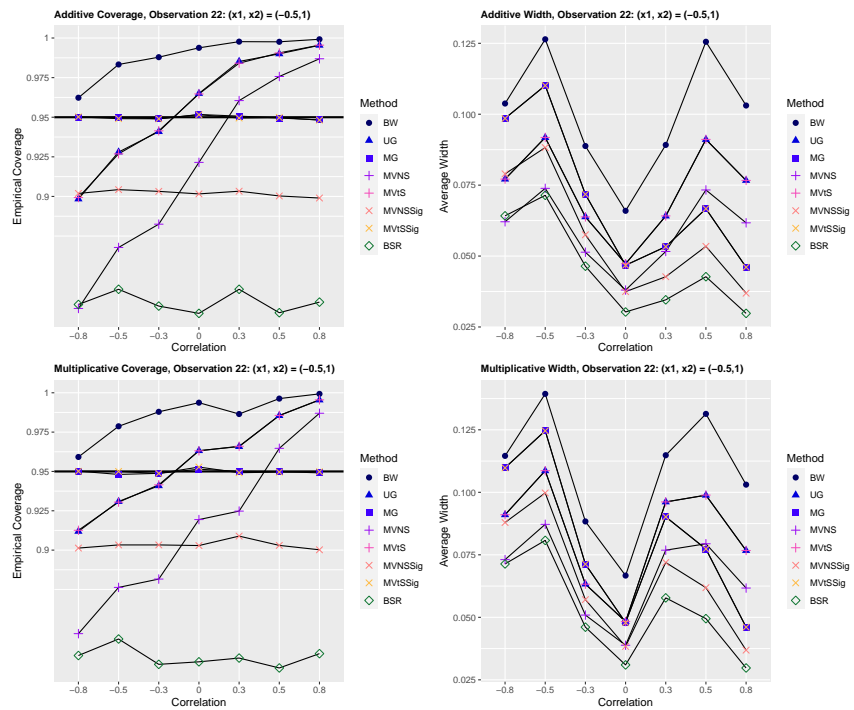 Additive Coverage, Observation 22: (x1, x2) = (−0.5,1)
Empirical Coverage
1
0.975
0.95
0.925
0.9
−0.8 −0.5 −0.3 0 0.3 0.5 0.8
Correlation
Method
BW
UG
MG
MVNS
MVtS
MVNSSig
MVtSSig
BSR
Additive Width, Observation 22: (x1, x2) = (−0.5,1)
Average Width
0.125
0.100
0.075
0.050
0.025
−0.8 −0.5 −0.3 0 0.3 0.5 0.8
Correlation
Method
BW
UG
MG
MVNS
MVtS
MVNSSig
MVtSSig
BSR
Multiplicative Coverage, Observation 22: (x1, x2) = (−0.5,1)
Empirical Coverage
1
0.975
0.95
0.925
0.9
−0.8 −0.5 −0.3 0 0.3 0.5 0.8
Correlation
Method
BW
UG
MG
MVNS
MVtS
MVNSSig
MVtSSig
BSR
Multiplicative Width, Observation 22: (x1, x2) = (−0.5,1)
Average Width
0.125
0.100
0.075
0.050
0.025
−0.8 −0.5 −0.3 0 0.3 0.5 0.8
Correlation
Method
BW
UG
MG
MVNS
MVtS
MVNSSig
MVtSSig
BSR